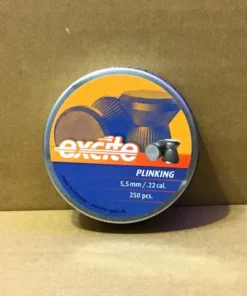 excite
PLINKING
5,5mm / .22 cal.
250 pcs.